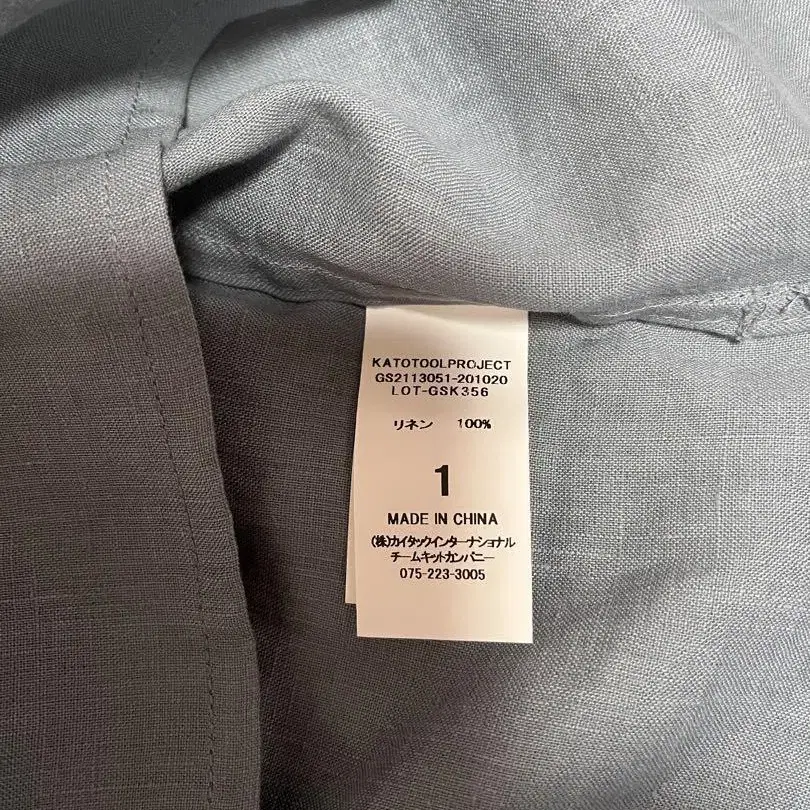 KATOTOOLPROJECT
GS2113051-201020
LOT-GSK356
リネン 100%
1
MADE IN CHINA
(株)カイタックインターナショナル
チームキットカンパニー
075-223-3005